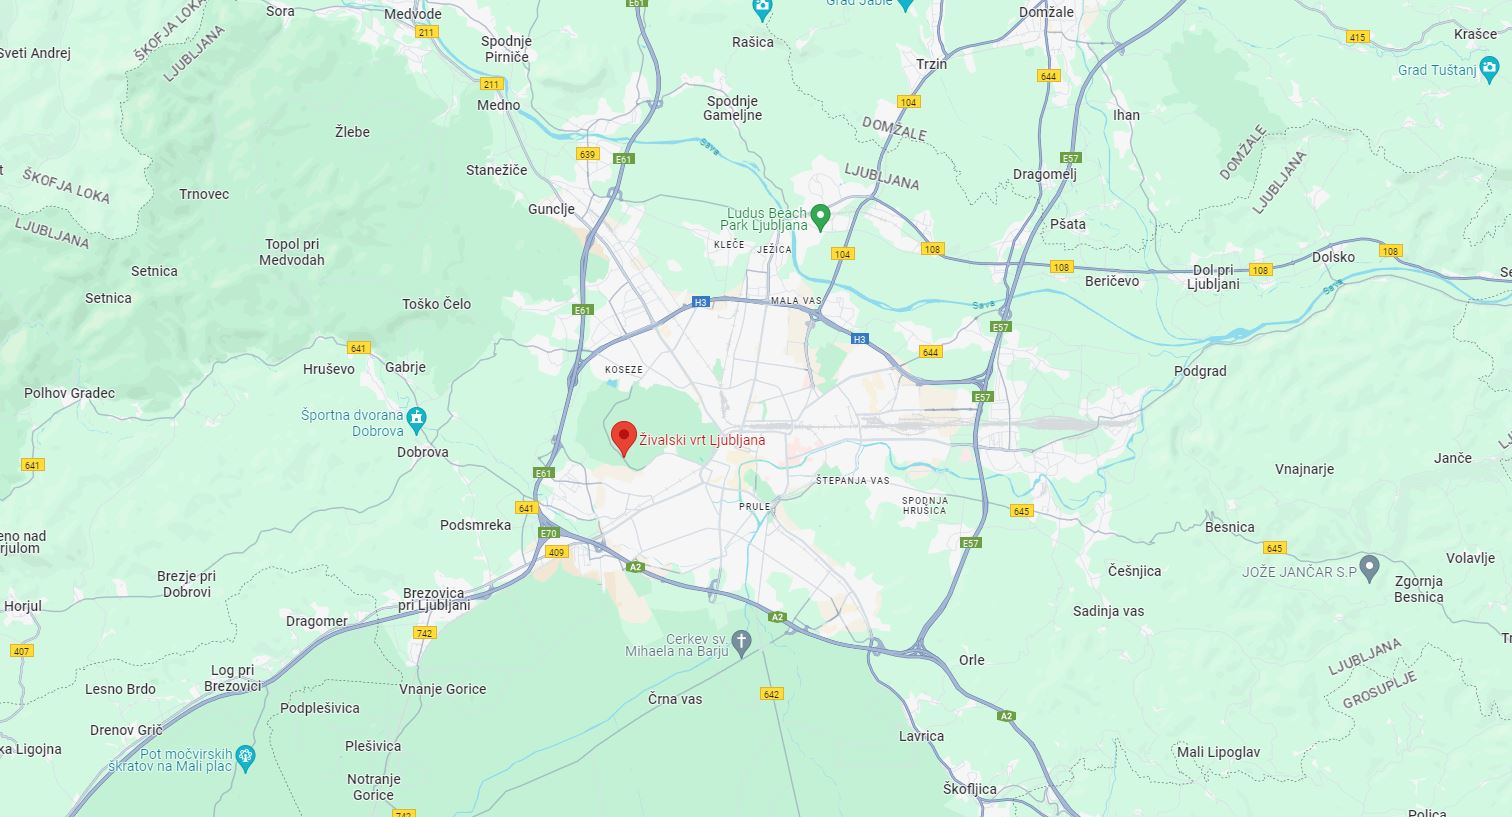 E61
Grad Jable
Sora
Medvode
Domžale
ŠKOFJA LOKA
LJUBLJANA
211
Spodnje
Pirniče
Rašica
415
Krašce
Sveti Andrej
Trzin
Grad Tuštanj
211
644
Medno
Spodnje
Gameljne
104
Ihan
Žlebe
DOMŽALE
Sava
DOMŽALE
LJUBLJANA
639
E61
E57
Stanežiče
LJUBLJANA
Dragomelj
ŠKOFJA LOKA
LJUBLJANA
Trnovec
Gunclje
Ludus Beach
Park Ljubljana
Pšata
Topol pri
Medvodah
KLEČE
JEŽICA
104
108
108
Dolsko
108
Setnica
108
Dol pri
Ljubljani
Beričevo
Setnica
Toško Čelo
Sava
E61
H3
MALA VAS
Sava
E57
H3
641
644
Hruševo
Gabrje
KOSEZE
Podgrad
Polhov Gradec
E57
Športna dvorana
Dobrova
Živalski vrt Ljubljana
Dobrova
641
E61
ŠTEPANJA VAS
Vnajnarje
Janče
641
PRULE
SPODNJA
HRUŠICA
645
Podsmreka
E70
Besnica
409
E57
645
A2
Volavlje
Češnjica
JOŽE JANČAR S.P
Brezje pri
Dobrovi
Zgornja
Besnica
Horjul
Brezovica
pri Ljubljani
Sadinja vas
Dragomer
A2
742
407
Cerkev sv.
Mihaela na Barju
LJUBLJANA
GROSUPLJE
Log pri
Brezovici
Orle
Lesno Brdo
Vnanje Gorice
642
Črna vas
Podplešivica
A2
Drenov Grič
Lavrica
Plešivica
Mali Lipoglav
Pot močvirskih
škratov na Mali plac
Notranje
Gorice
Škofljica
742